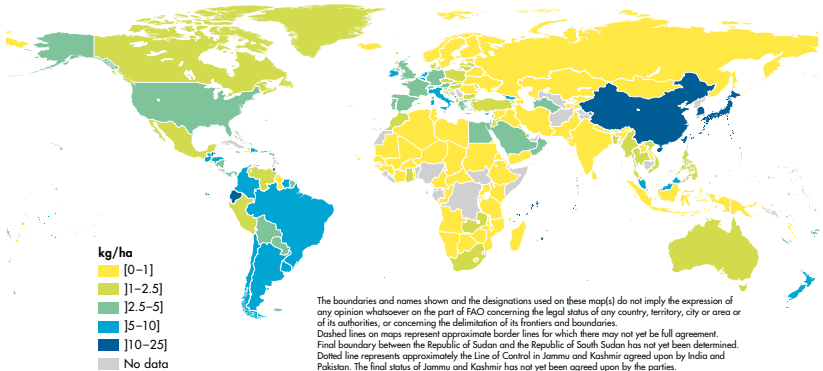 kg/ha
[0–1]
]1–2.5]
]2.5–5]
]5–10]
]10–25]
No data
The boundaries and names shown and the designations used on these map(s) do not imply the expression of
any opinion whatsoever on the part of FAO concerning the legal status of any country, territory, city or area or
of its authorities, or concerning the delimitation of its frontiers and boundaries.
Dashed lines on maps represent approximate border lines for which there may not yet be full agreement.
Final boundary between the Republic of Sudan and the Republic of South Sudan has not yet been determined.
Dotted line represents approximately the Line of Control in Jammu and Kashmir agreed upon by India and
Pakistan. The final status of Jammu and Kashmir has not yet been agreed upon by the parties.